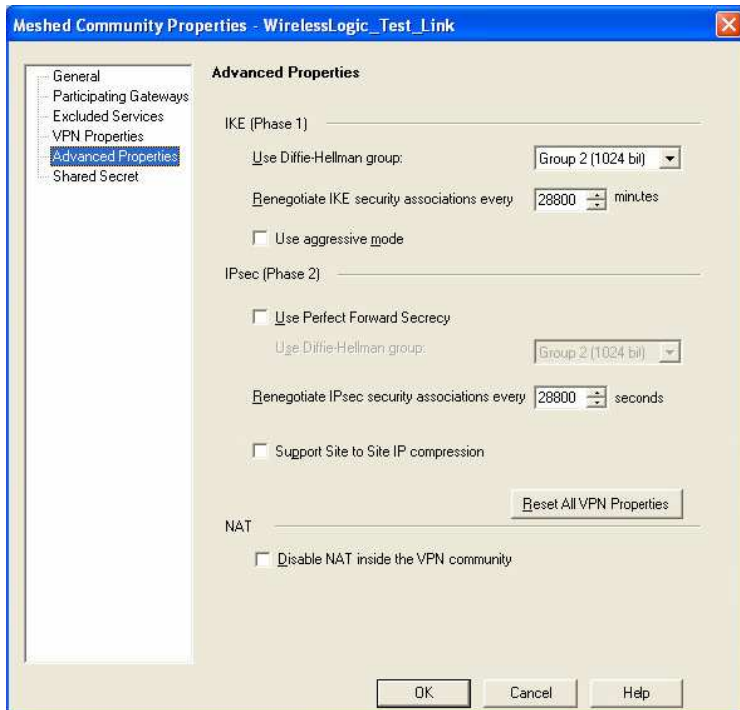 Meshed Community Properties - WirelessLogic_Test_Link
General
Participating Gateways
Excluded Services
VPN Properties
Advanced Properties
Shared Secret
Advanced Properties
IKE (Phase 1)
Use Diffie-Hellman group: Group 2 (1024 bil)
Renegotiate IKE security associations every 28800 minutes
Use aggressive mode
IPsec (Phase 2)
Use Perfect Forward Secrecy
Use Diffie-Hellman group: Group 2 (1024 bil)
Renegotiate IPsec security associations every 28800 seconds
Support Site to Site IP compression
Reset All VPN Properties
NAT
Disable NAT inside the VPN community
OK Cancel Help